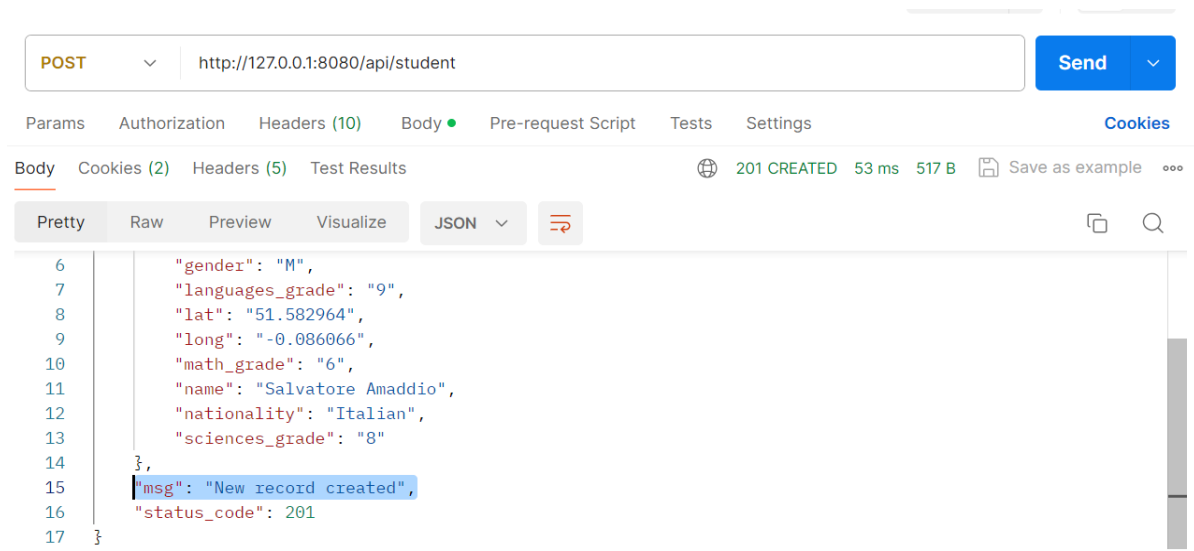 POST http://127.0.0.1:8080/api/student Send
Params Authorization Headers (10) Body Pre-request Script Tests Settings Cookies
Body Cookies (2) Headers (5) Test Results 201 CREATED 53 ms 517 B Save as example
Pretty Raw Preview Visualize JSON
6 "gender": "M",
7 "languages_grade": "9",
8 "lat": "51.582964",
9 "long": "-0.086066",
10 "math_grade": "6",
11 "name": "Salvatore Amaddio",
12 "nationality": "Italian",
13 "sciences_grade": "8"
14 },
15 "msg": "New record created",
16 "status_code": 201
17 }